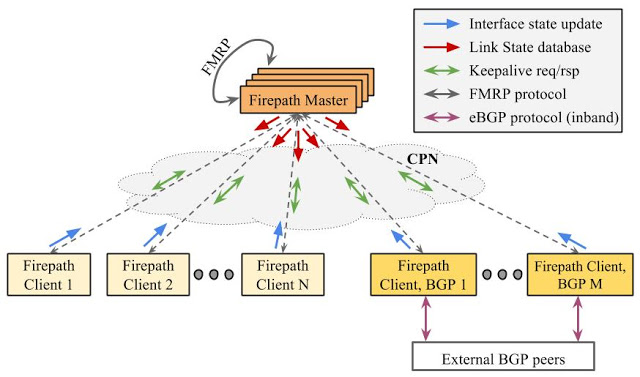 FMRP
Firepath Master
Interface state update
Link State database
Keepalive req/rsp
FMRP protocol
eBGP protocol (inband)
CPN
Firepath
Client 1
Firepath
Client 2
Firepath
Client N
Firepath
Client, BGP 1
Firepath Client,
BGP M
External BGP peers